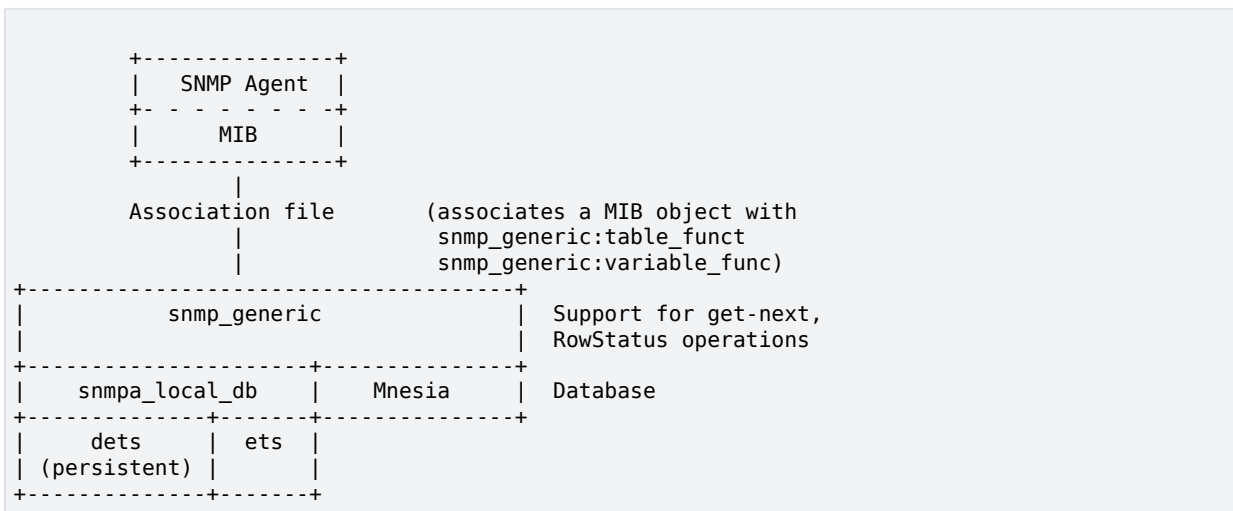 +---------------+
|   SNMP Agent  |
+- - - - - - - -+
|      MIB      |
+---------------+
        |
Association file      (associates a MIB object with
        |               snmp_generic:table_funct
        |               snmp_generic:variable_func)
+--------------------------------------+
|           snmp_generic               |  Support for get-next,
|                                      |  RowStatus operations
+----------------------+---------------+
|    snmpa_local_db    |    Mnesia     |  Database
+--------------+-------+---------------+
|     dets     |  ets  |
| (persistent) |       |
+--------------+-------+